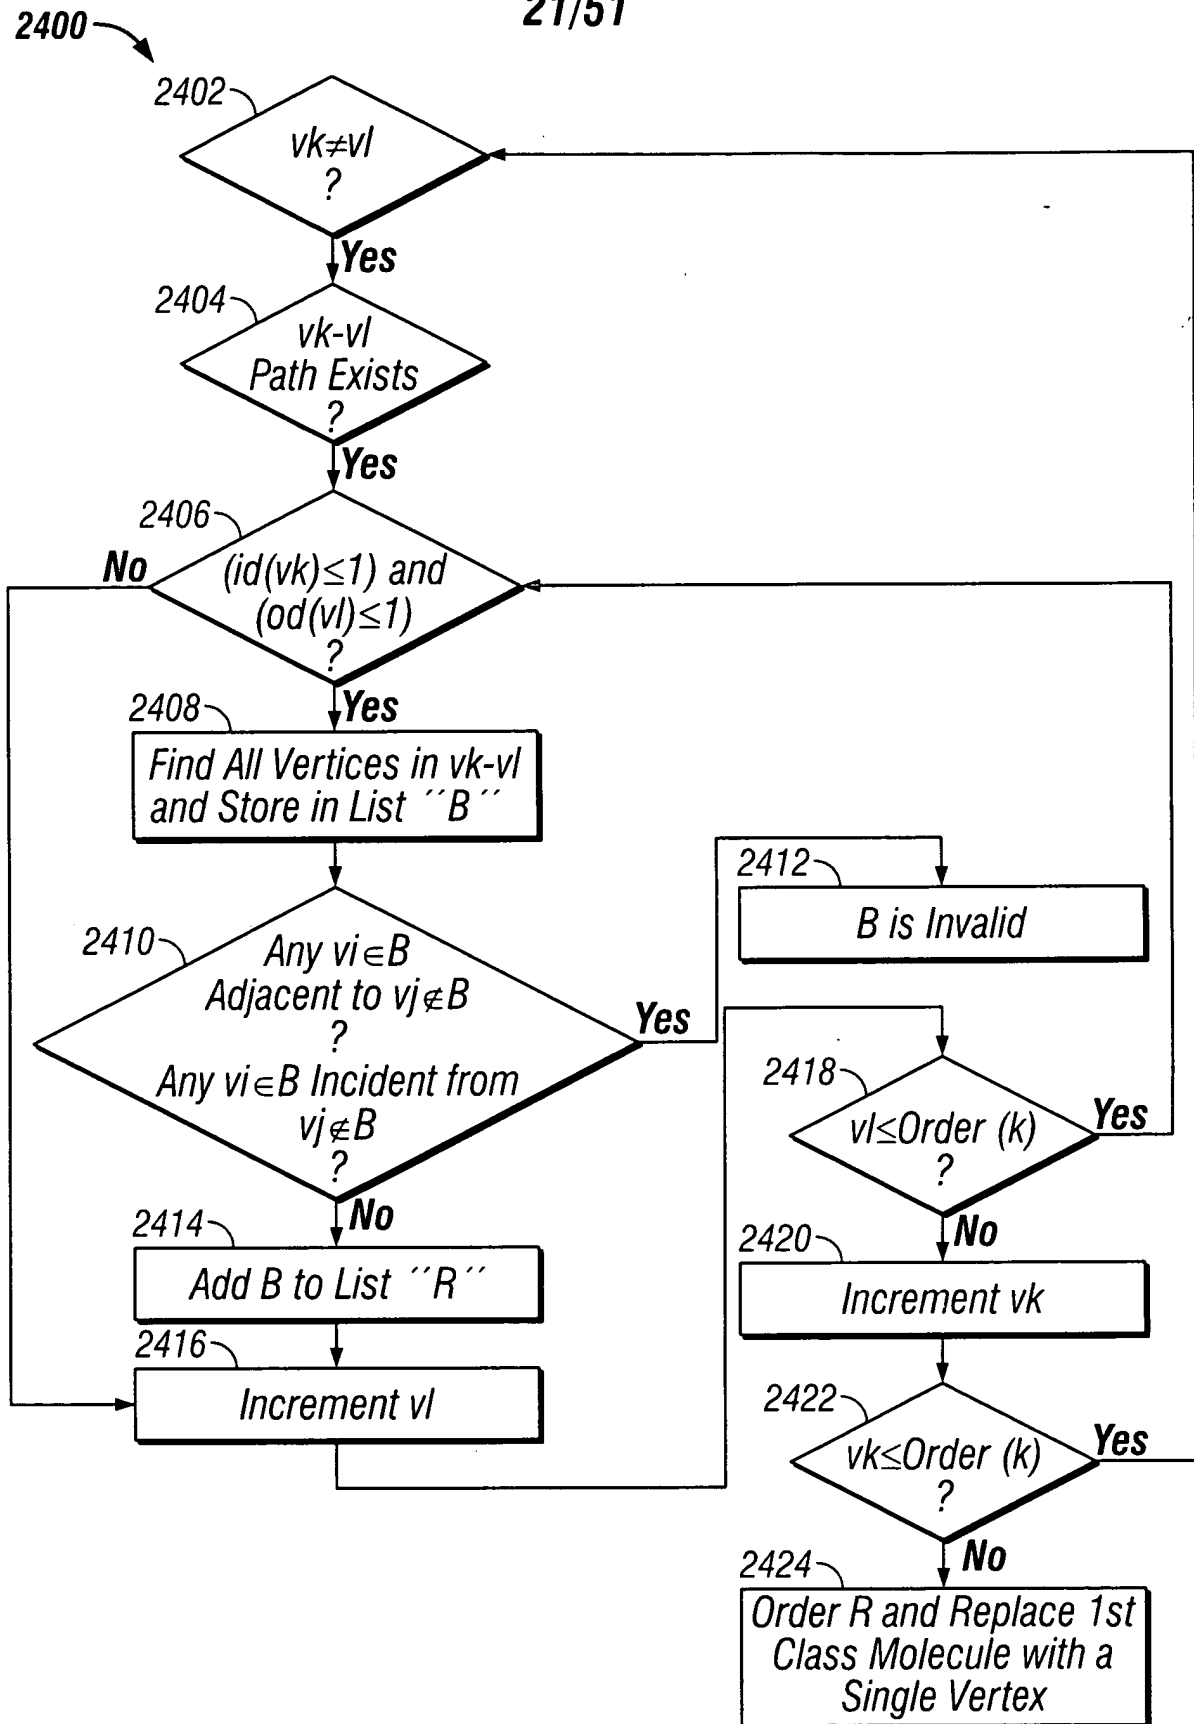 21/51
2400
2402
vk≠vl
?
Yes
2404
vk-vl
Path Exists
?
Yes
2406
No
(id(vk)≤1) and
(od(vl)≤1)
?
Yes
2408
Find All Vertices in vk-vl
and Store in List ´´B´´
2410
Any vi∈B
Adjacent to vj∉B
?
Any vi∈B Incident from
vj∉B
?
Yes
2412
B is Invalid
No
2414
Add B to List ´´R´´
2416
Increment vl
2418
vl≤Order (k)
?
Yes
No
2420
Increment vk
2422
vk≤Order (k)
?
Yes
No
2424
Order R and Replace 1st
Class Molecule with a
Single Vertex